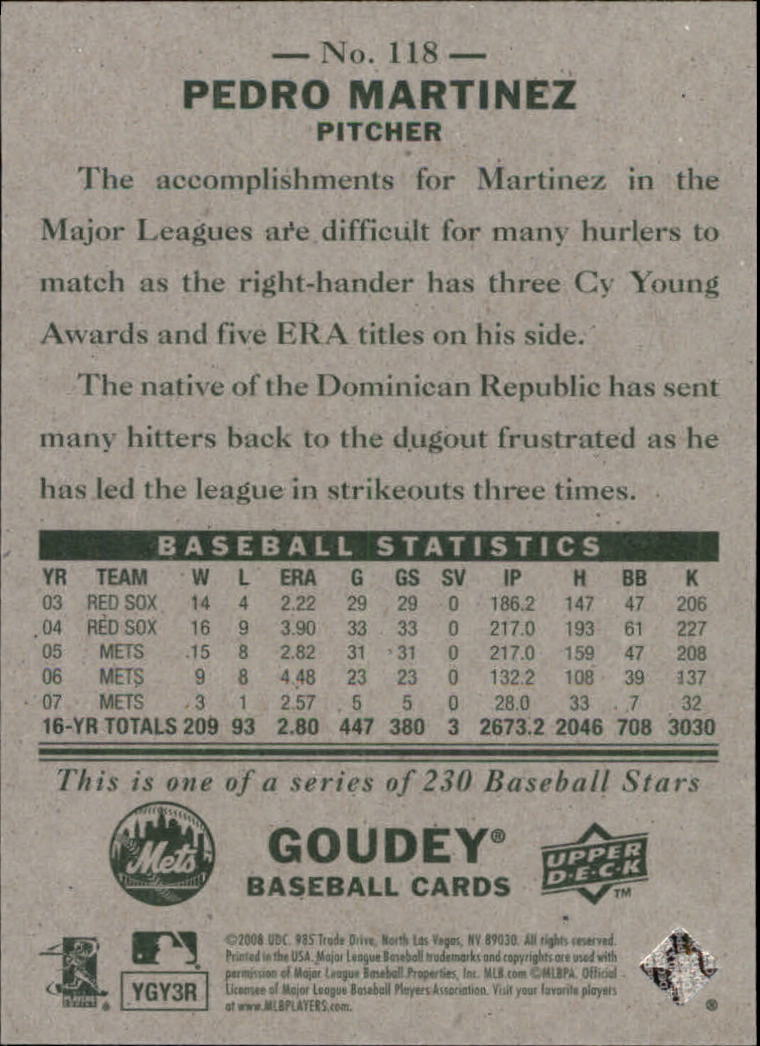 — No. 118 —
PEDRO MARTINEZ
PITCHER
The accomplishments for Martinez in the
Major Leagues are difficult for many hurlers to
match as the right-hander has three Cy Young
Awards and five ERA titles on his side.
The native of the Dominican Republic has sent
many hitters back to the dugout frustrated as he
has led the league in strikeouts three times.
BASEBALL STATISTICS
YR TEAM W L ERA G GS SV IP H BB K
03 RED SOX 14 4 2.22 29 29 0 186.2 147 47 206
04 RED SOX 16 9 3.90 33 33 0 217.0 193 61 227
05 METS 15 8 2.82 31 31 0 217.0 159 47 208
06 METS 9 8 4.48 23 23 0 132.2 108 39 137
07 METS 3 1 2.57 5 5 0 28.0 33 7 32
16-YR TOTALS 209 93 2.80 447 380 3 2673.2 2046 708 3030
This is one of a series of 230 Baseball Stars
Mets
GOUDEY®
BASEBALL CARDS
UPPER
D·E·C·K
TM
YGY3R
©2008 UDC. 985 Trade Drive, North Las Vegas, NV 89030. All rights reserved.
Printed in the USA. Major League Baseball trademarks and copyrights are used with
permission of Major League Baseball Properties, Inc. MLB.com ©MLBPA. Official
Licensee of Major League Baseball Players Association. Visit your favorite players
at www.MLBPLAYERS.com.
®